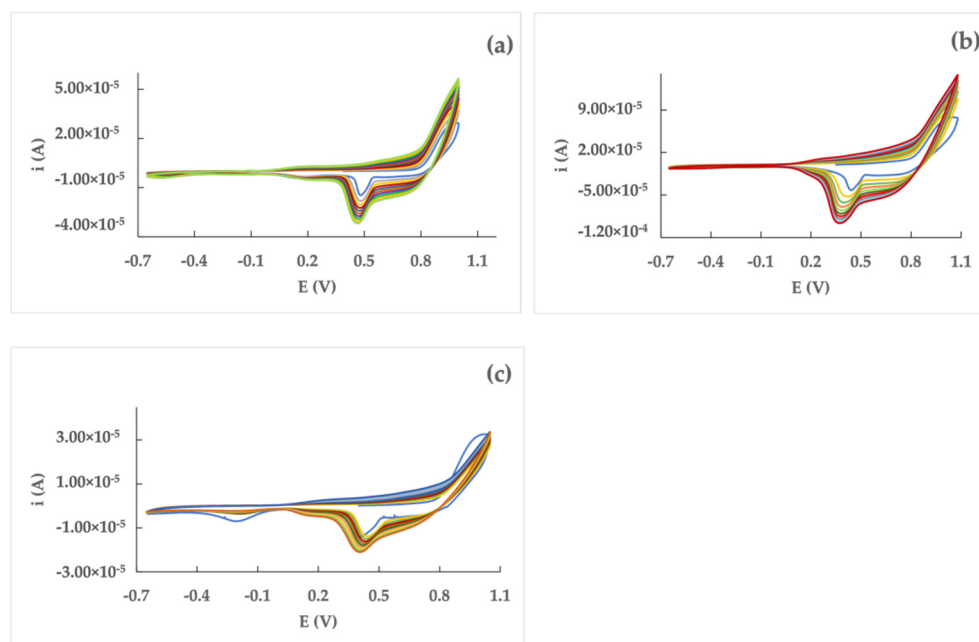 (a)
5.00×10⁻⁵
2.00×10⁻⁵
-1.00×10⁻⁵
-4.00×10⁻⁵
i (A)
-0.7 -0.4 -0.1 0.2 0.5 0.8 1.1
E (V)
(b)
9.00×10⁻⁵
2.00×10⁻⁵
-5.00×10⁻⁵
-1.20×10⁻⁴
i (A)
-0.7 -0.4 -0.1 0.2 0.5 0.8 1.1
E (V)
(c)
3.00×10⁻⁵
1.00×10⁻⁵
-1.00×10⁻⁵
-3.00×10⁻⁵
i (A)
-0.7 -0.4 -0.1 0.2 0.5 0.8 1.1
E (V)